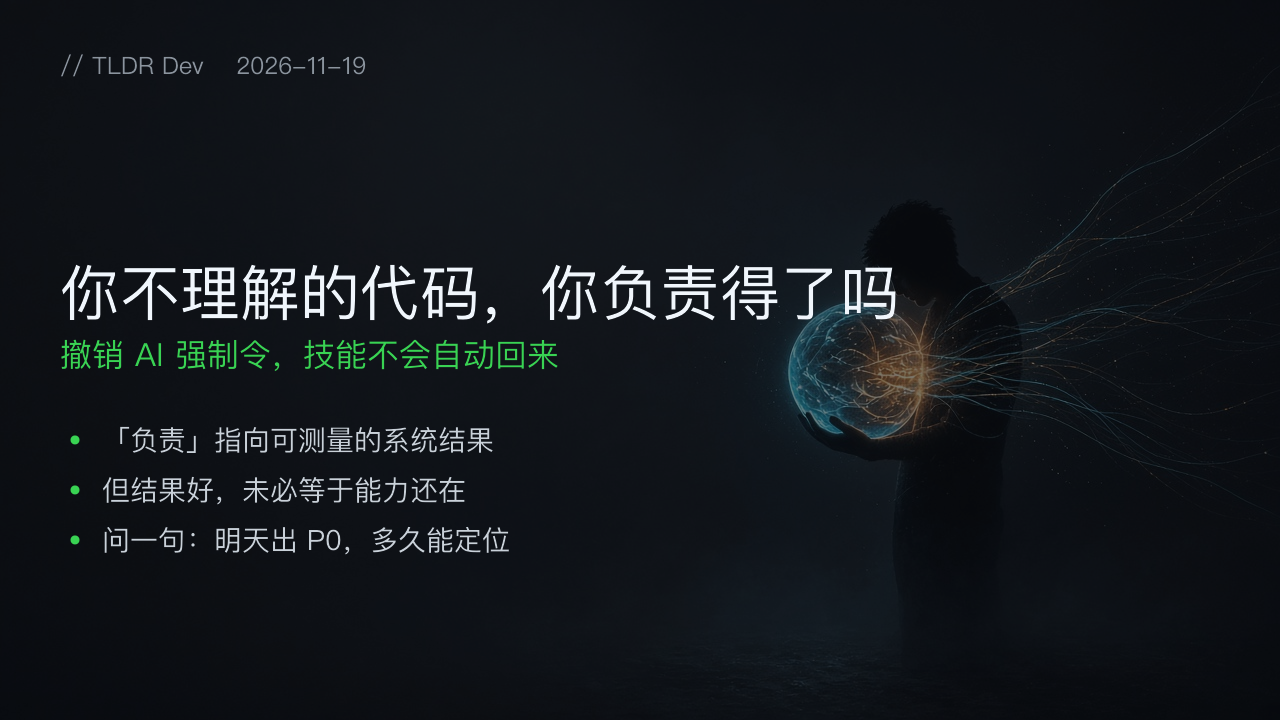 // TLDR Dev 2026–11–19
你不理解的代码，你负责得了吗
撤销 AI 强制令，技能不会自动回来
• 「负责」指向可测量的系统结果
• 但结果好，未必等于能力还在
• 问一句：明天出 P0，多久能定位